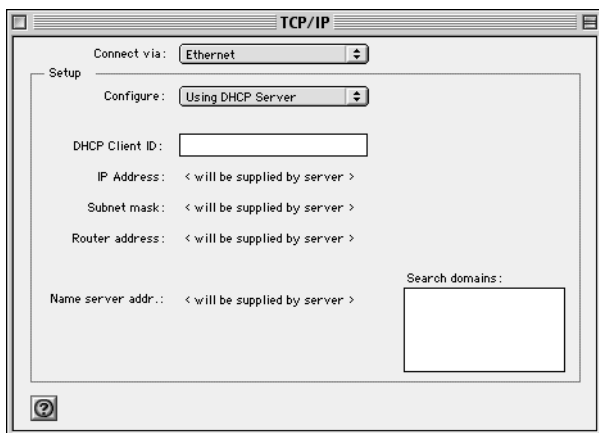 TCP/IP
Connect via: Ethernet
Setup
Configure: Using DHCP Server
DHCP Client ID:
IP Address: < will be supplied by server >
Subnet mask: < will be supplied by server >
Router address: < will be supplied by server >
Search domains:
Name server addr.: < will be supplied by server >
?